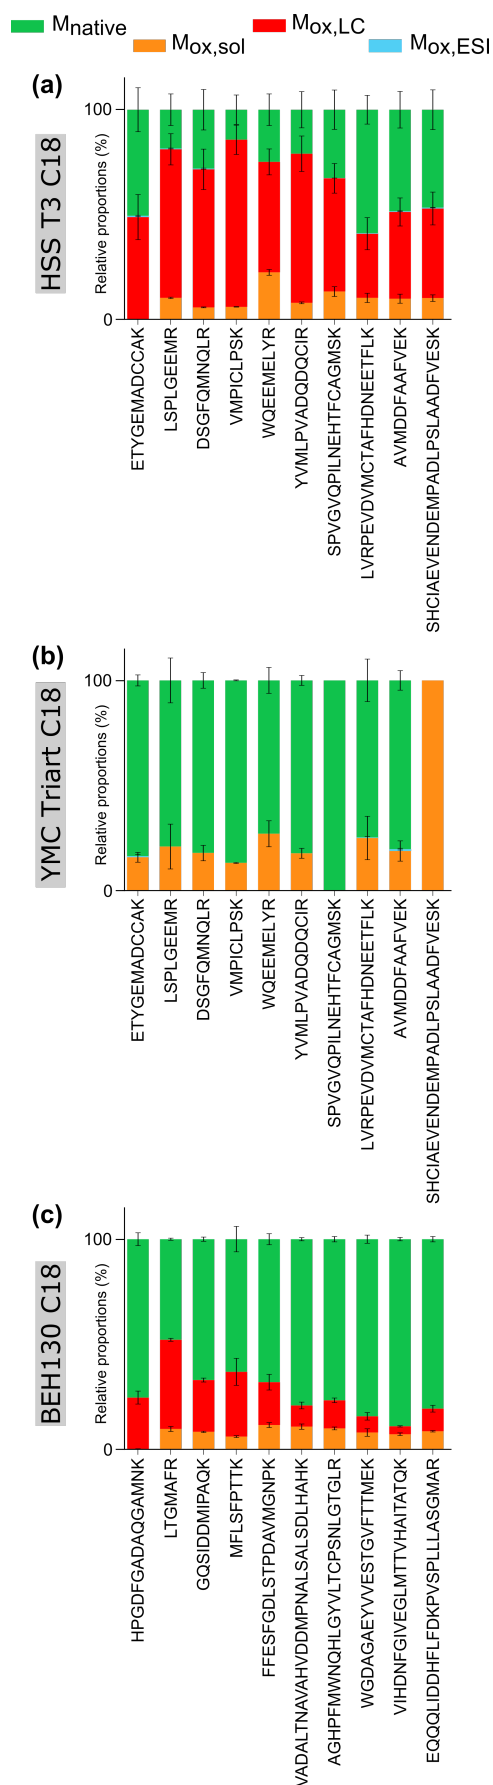 Mnative
Mox,sol
Mox,LC
Mox,ESI
(a)
HSS T3 C18
Relative proportions (%)
100
0
ETYGEMADCCAK
LSPLGEEMR
DSGFQMNQLR
VMPICLPSK
WQEEMELYR
YVMLPVADQDQCIR
SPVGVQPILNEHTFCAGMSK
LVRPEVDVMCTAFHDNEETFLK
AVMDDFAAFVEK
SHCIAEVENDEMPADLPSLAADFVESK
(b)
YMC Triart C18
Relative proportions (%)
100
0
ETYGEMADCCAK
LSPLGEEMR
DSGFQMNQLR
VMPICLPSK
WQEEMELYR
YVMLPVADQDQCIR
SPVGVQPILNEHTFCAGMSK
LVRPEVDVMCTAFHDNEETFLK
AVMDDFAAFVEK
SHCIAEVENDEMPADLPSLAADFVESK
(c)
BEH130 C18
Relative proportions (%)
100
0
HPGDFGADAQGAMNK
LTGMAFR
GQSIDDMIPAQK
MFLSFPTTK
FFESFGDLSTPDAVMGNPK
VADALTNAVAHVDDMPNALSALSDLHAHK
AGHPFMWNQHLGYVLTCPSNLGTGLR
WGDAGAEYVVESTGVFTTMEK
VIHDNFGIVEGLMTTVHAITATQK
EQQQLIDDHFLFDKPVSPLLLASGMAR